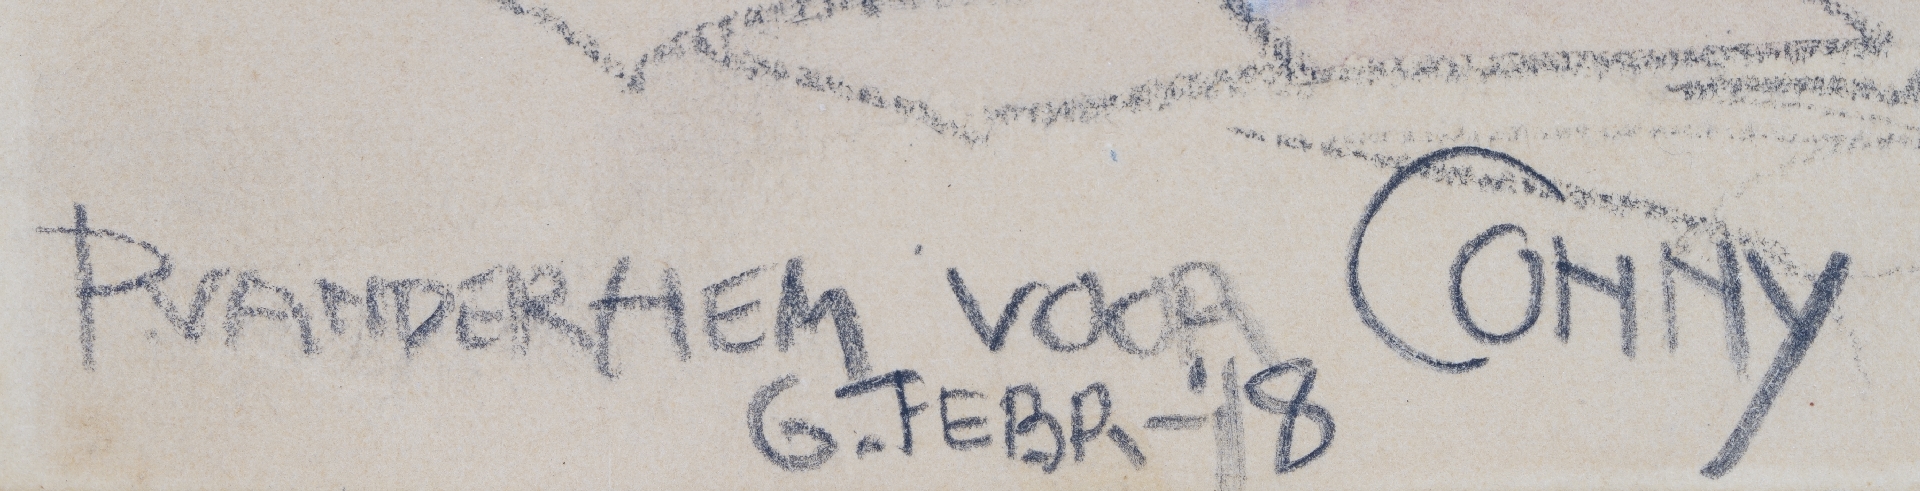 PVANDERHEM VOOR CONNY
6.FEBR.-'18